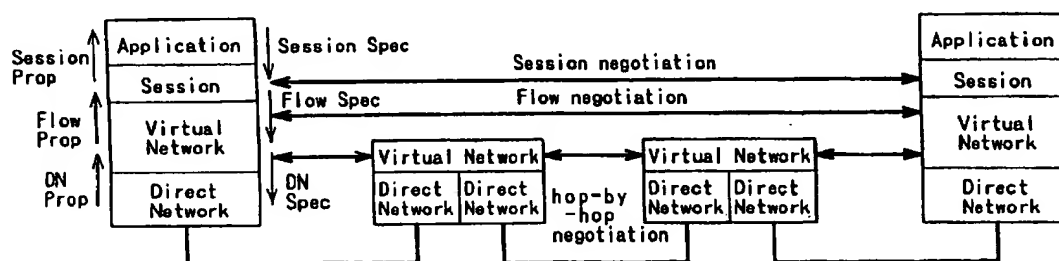 Session
Prop
Flow
Prop
DN
Prop
Application
Session
Virtual
Network
Direct
Network
Session Spec
Flow Spec
DN
Spec
Session negotiation
Flow negotiation
Virtual Network
Direct
Network
Direct
Network
hop-by
-hop
negotiation
Virtual Network
Direct
Network
Direct
Network
Application
Session
Virtual
Network
Direct
Network